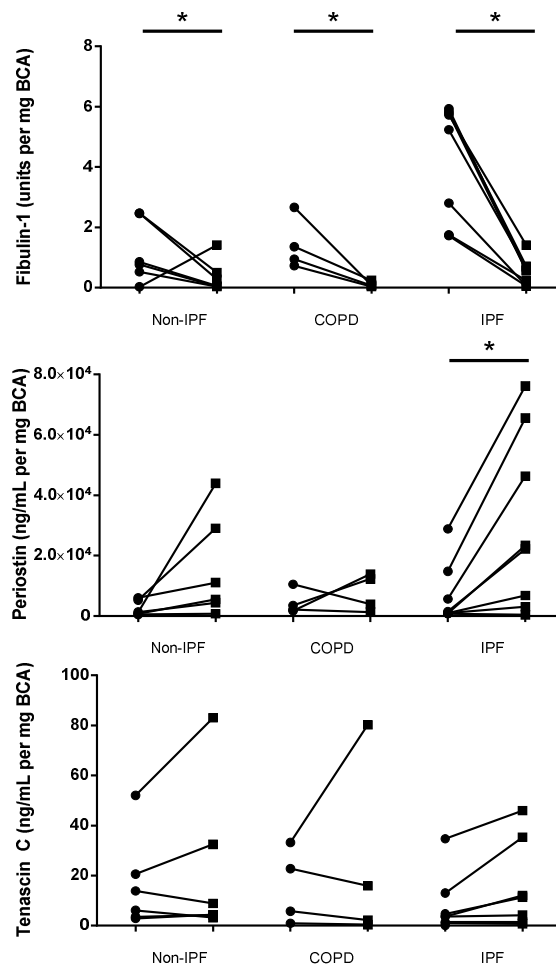 * * *
Fibulin-1 (units per mg BCA)
8
6
4
2
0
Non-IPF COPD IPF
*
Periostin (ng/mL per mg BCA)
8.0×10⁴
6.0×10⁴
4.0×10⁴
2.0×10⁴
0
Non-IPF COPD IPF
Tenascin C (ng/mL per mg BCA)
100
80
60
40
20
0
Non-IPF COPD IPF